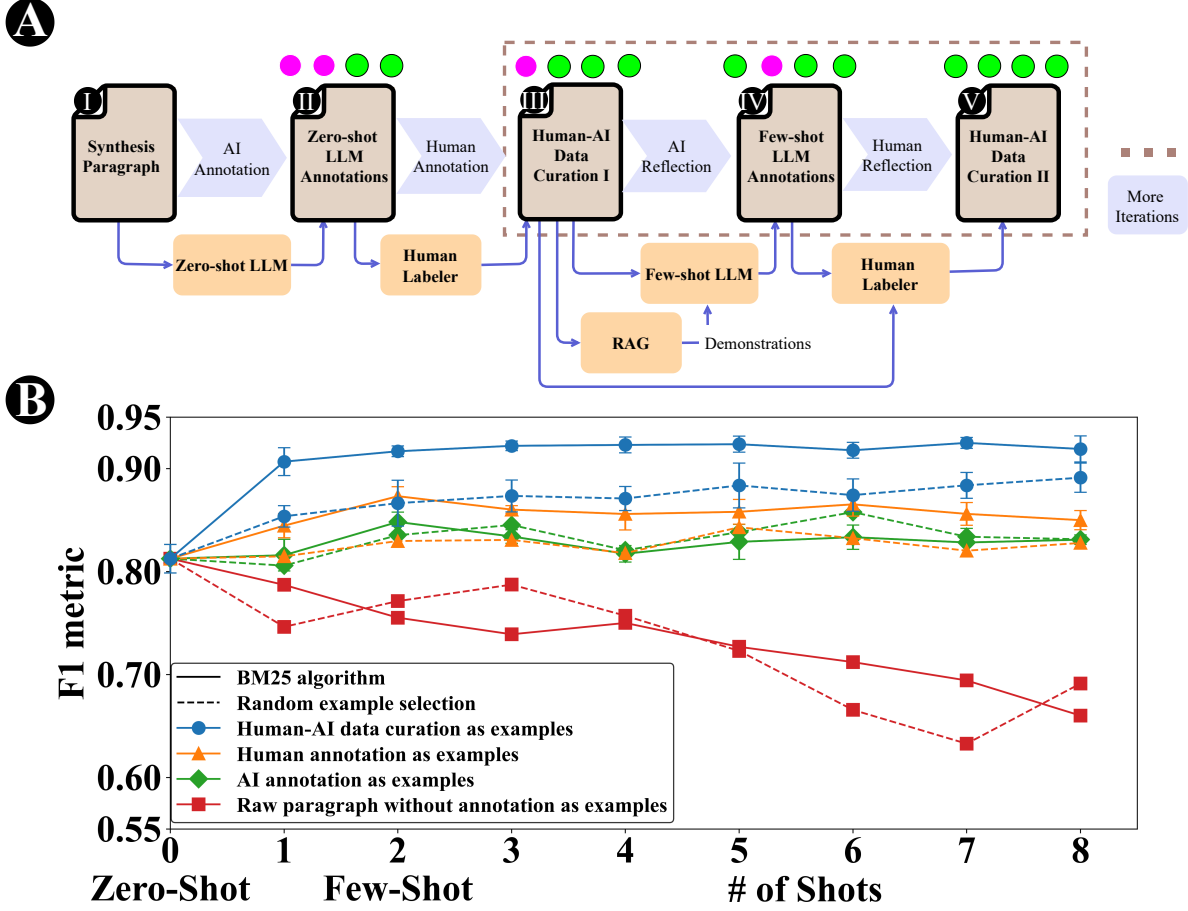 A
I
Synthesis
Paragraph
AI
Annotation
II
Zero-shot
LLM
Annotations
Human
Annotation
III
Human-AI
Data
Curation I
AI
Reflection
IV
Few-shot
LLM
Annotations
Human
Reflection
V
Human-AI
Data
Curation II
More
Iterations
Zero-shot LLM
Human
Labeler
Few-shot LLM
Human
Labeler
RAG
Demonstrations
B
0.95
0.90
0.80
0.70
0.60
0.55
F1 metric
BM25 algorithm
Random example selection
Human-AI data curation as examples
Human annotation as examples
AI annotation as examples
Raw paragraph without annotation as examples
0 1 2 3 4 5 6 7 8
Zero-Shot Few-Shot # of Shots